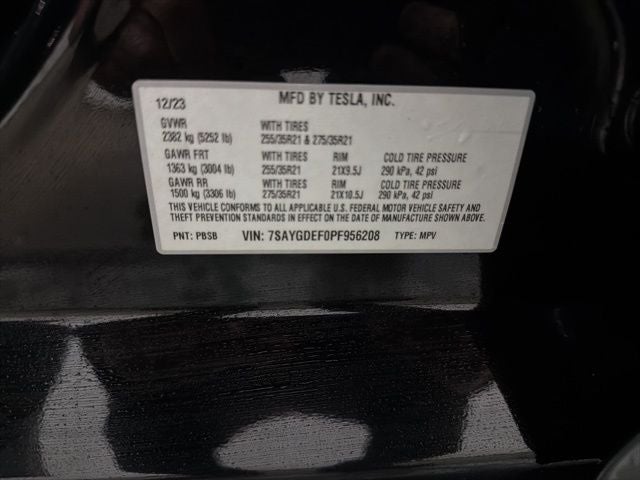 12/23 MFD BY TESLA, INC.
GVWR WITH TIRES
2382 kg (5252 lb) 255/35R21 & 275/35R21
GAWR FRT WITH TIRES RIM COLD TIRE PRESSURE
1363 kg (3004 lb) 255/35R21 21X9.5J 290 kPa, 42 psi
GAWR RR WITH TIRES RIM COLD TIRE PRESSURE
1500 kg (3306 lb) 275/35R21 21X10.5J 290 kPa, 42 psi
THIS VEHICLE CONFORMS TO ALL APPLICABLE U.S. FEDERAL MOTOR VEHICLE SAFETY AND
THEFT PREVENTION STANDARDS IN EFFECT ON THE DATE OF MANUFACTURE SHOWN ABOVE.
PNT: PBSB VIN: 7SAYGDEF0PF956208 TYPE: MPV